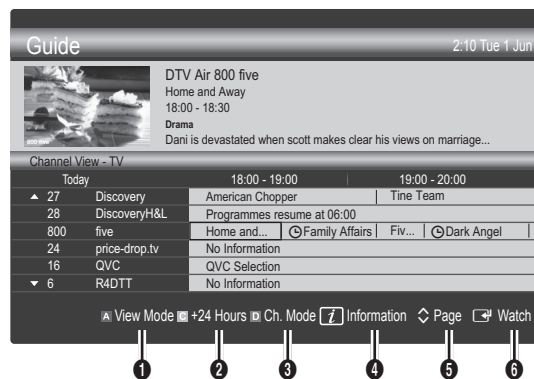 Guide 2:10 Tue 1 Jun
DTV Air 800 five
Home and Away
18:00 - 18:30
Drama
Dani is devastated when scott makes clear his views on marriage...
800 five
Channel View - TV
Today 18:00 - 19:00 19:00 - 20:00
▲ 27 Discovery American Chopper Tine Team
28 DiscoveryH&L Programmes resume at 06:00
800 five Home and... Family Affairs Fiv... Dark Angel
24 price-drop.tv No Information
16 QVC QVC Selection
▼ 6 R4DTT No Information
A View Mode C +24 Hours D Ch. Mode i Information Page Watch
1 2 3 4 5 6